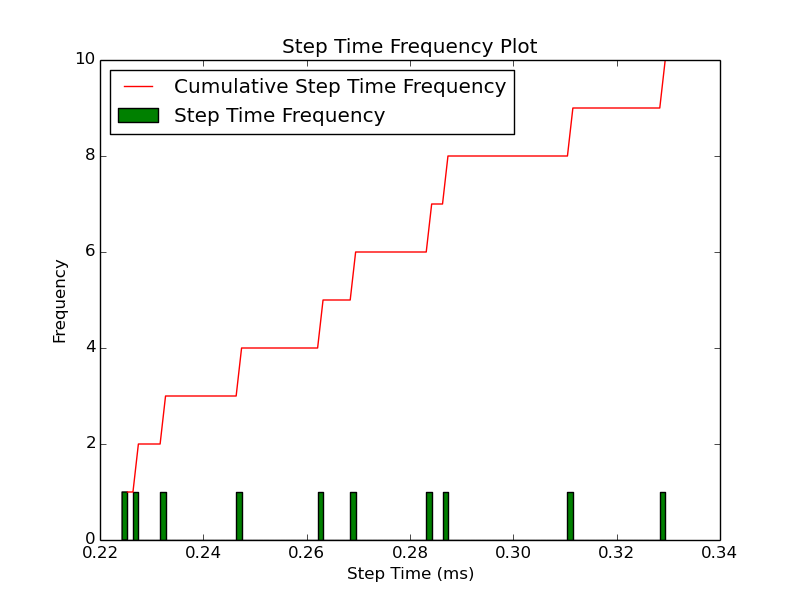 Step Time Frequency Plot
10
Cumulative Step Time Frequency
Step Time Frequency
8
6
Frequency
4
2
0
0.22 0.24 0.26 0.28 0.30 0.32 0.34
Step Time (ms)